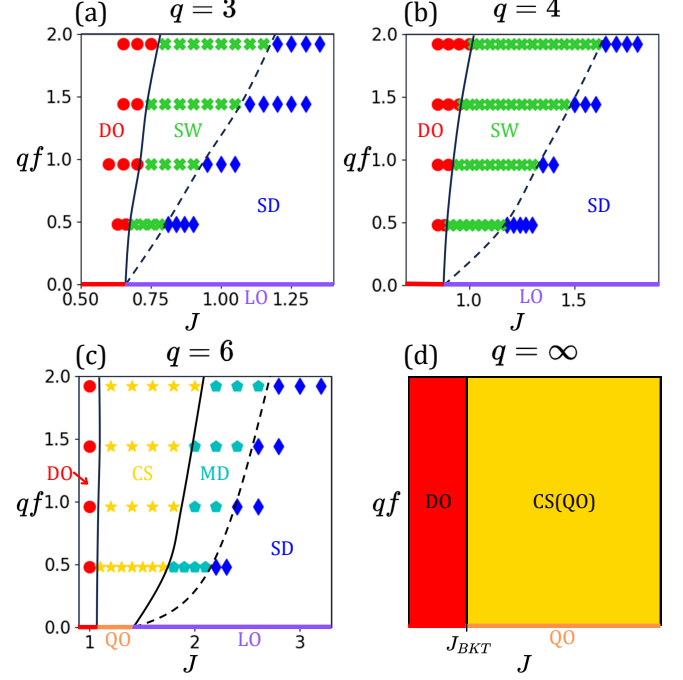 (a) q = 3
qf
2.0
1.5
1.0
0.5
0.0
DO SW
SD
LO
0.50 0.75 1.00 1.25
J
(b) q = 4
qf
2.0
1.5
1.0
0.5
0.0
DO SW
SD
LO
1.0 1.5
J
(c) q = 6
qf
2.0
1.5
1.0
0.5
0.0
DO CS MD
SD
QO LO
1 2 3
J
(d) q = ∞
qf
DO CS(QO)
J_{BKT} QO
J